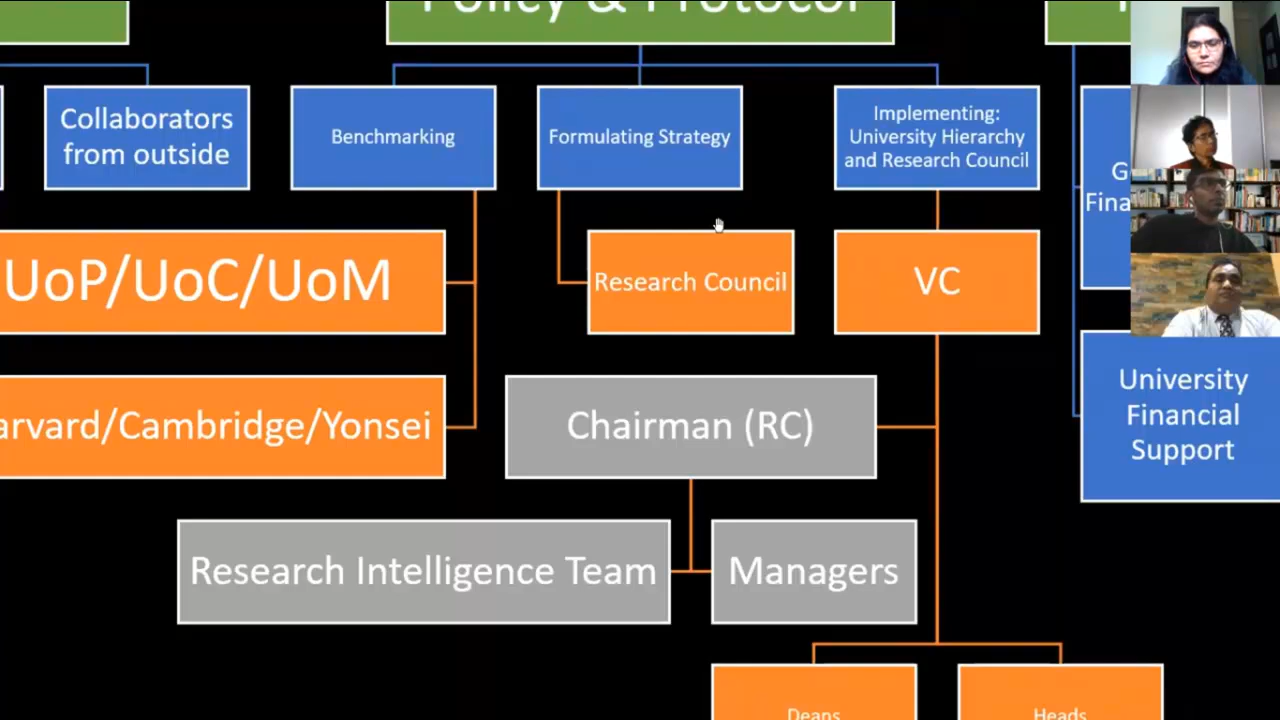 Policy & Protocol
Collaborators
from outside
Benchmarking
Formulating Strategy
Implementing:
University Hierarchy
and Research Council
UoP/UoC/UoM
Research Council
VC
arvard/Cambridge/Yonsei
Chairman (RC)
University
Financial
Support
Research Intelligence Team
Managers
Deans
Heads